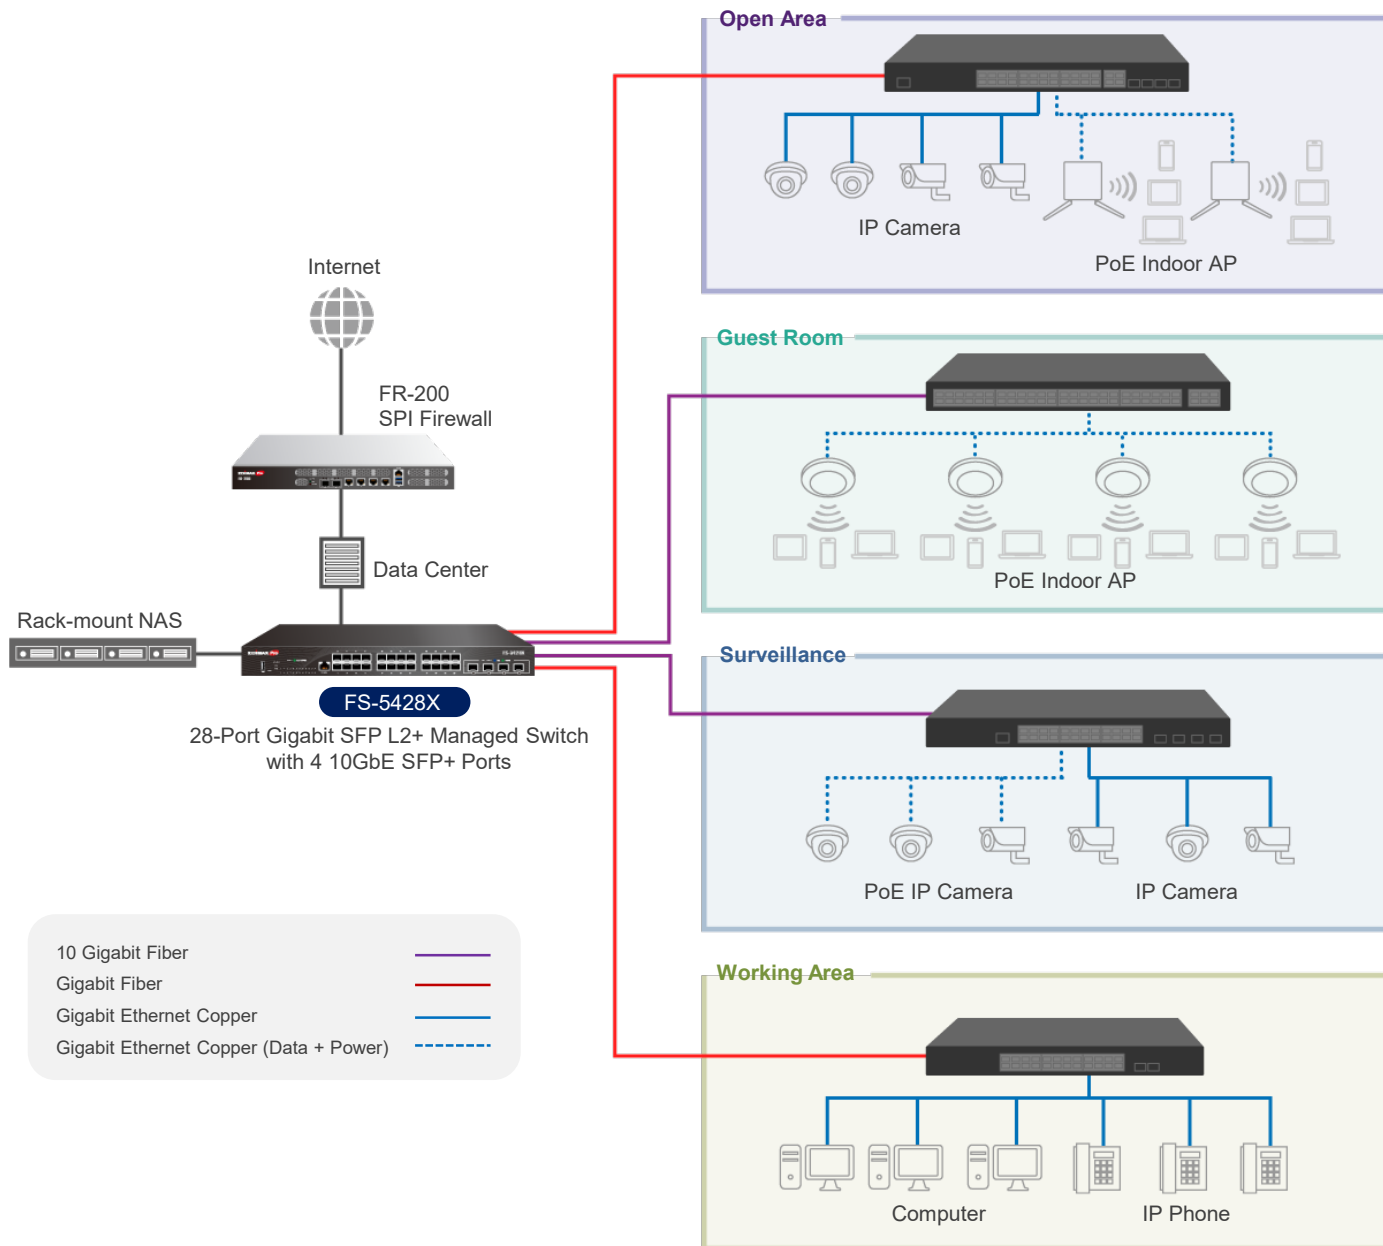 Open Area
IP Camera
PoE Indoor AP
Internet
FR-200
SPI Firewall
Data Center
Rack-mount NAS
FS-5428X
28-Port Gigabit SFP L2+ Managed Switch
with 4 10GbE SFP+ Ports
Guest Room
PoE Indoor AP
Surveillance
PoE IP Camera
IP Camera
Working Area
Computer
IP Phone
10 Gigabit Fiber
Gigabit Fiber
Gigabit Ethernet Copper
Gigabit Ethernet Copper (Data + Power)